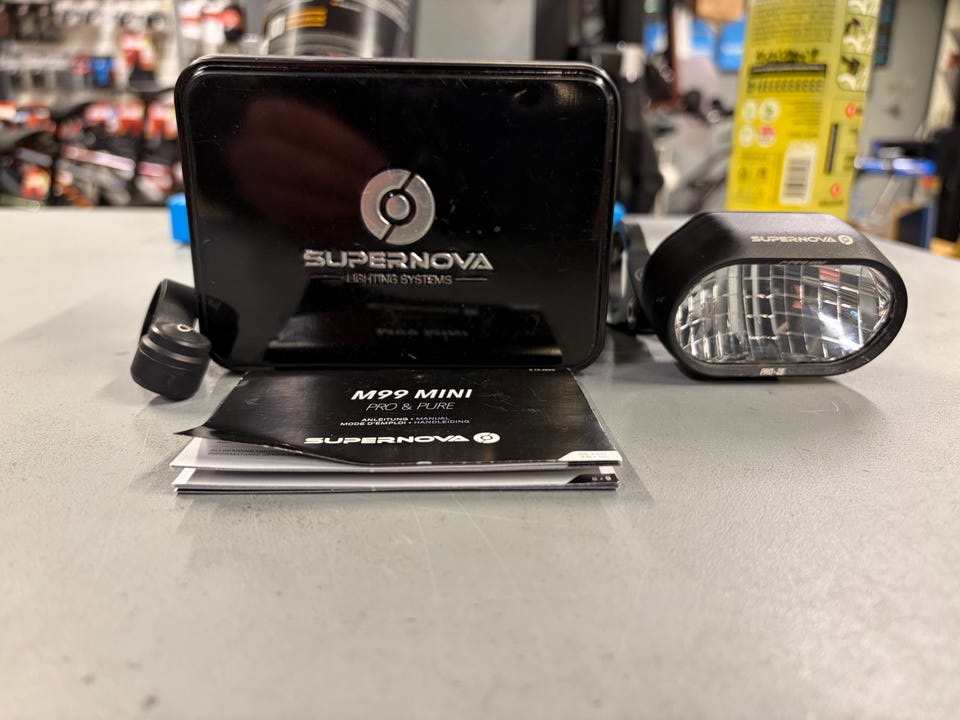 SUPERNOVA
LIGHTING SYSTEMS
SUPERNOVA
PRO-25
M99 MINI
PRO & PURE
ANLEITUNG • MANUAL
MODE D'EMPLOI • HANDLEIDING
SUPERNOVA